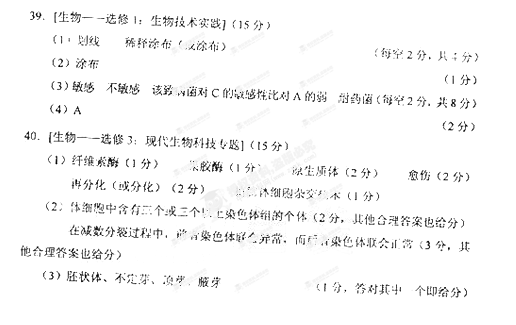 39. [生物一一选修 1：生物技术实践]（15 分）
（1）划线 稀释涂布（或涂布） （每空 2 分，共 4 分）
（2）涂布 （1 分）
（3）敏感 不敏感 该致病菌对 C 的敏感性比对 A 的弱 耐药菌（每空 2 分，共 8 分）
（4）A （2 分）
40. [生物一一选修 3：现代生物科技专题]（15 分）
（1）纤维素酶（1 分） 果胶酶（1 分） 原生质体（2 分） 愈伤（2 分）
再分化（或分化）（2 分） 体细胞杂交技术（1 分）
（2）体细胞中含有三个或三个以上染色体组的个体（2 分，其他合理答案也给分）
在减数分裂过程中，前者染色体联会异常，而后者染色体联会正常（3 分，其
他合理答案也给分）
（3）胚状体、不定芽、顶芽、腋芽 （1 分，答对其中一个即给分）